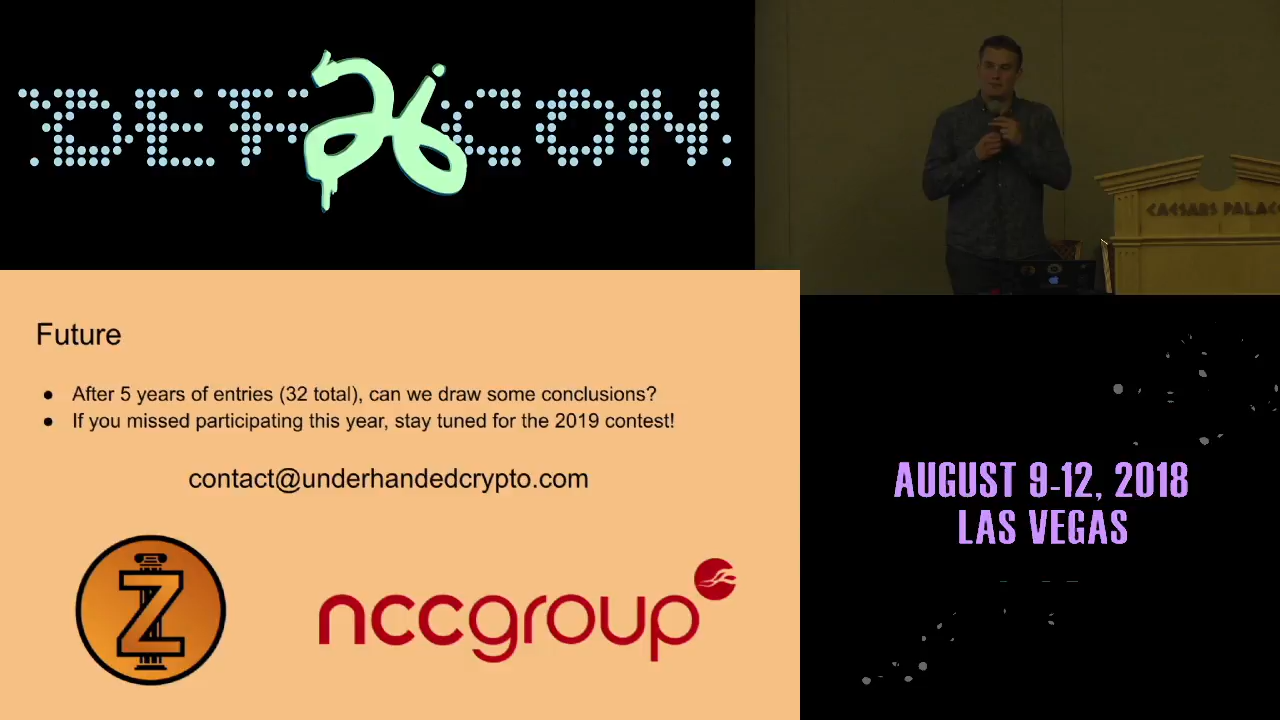 DEF 26 CON
CAESARS PALAC
Future
• After 5 years of entries (32 total), can we draw some conclusions?
• If you missed participating this year, stay tuned for the 2019 contest!
contact@underhandedcrypto.com
Z
nccgroup
AUGUST 9-12, 2018
LAS VEGAS